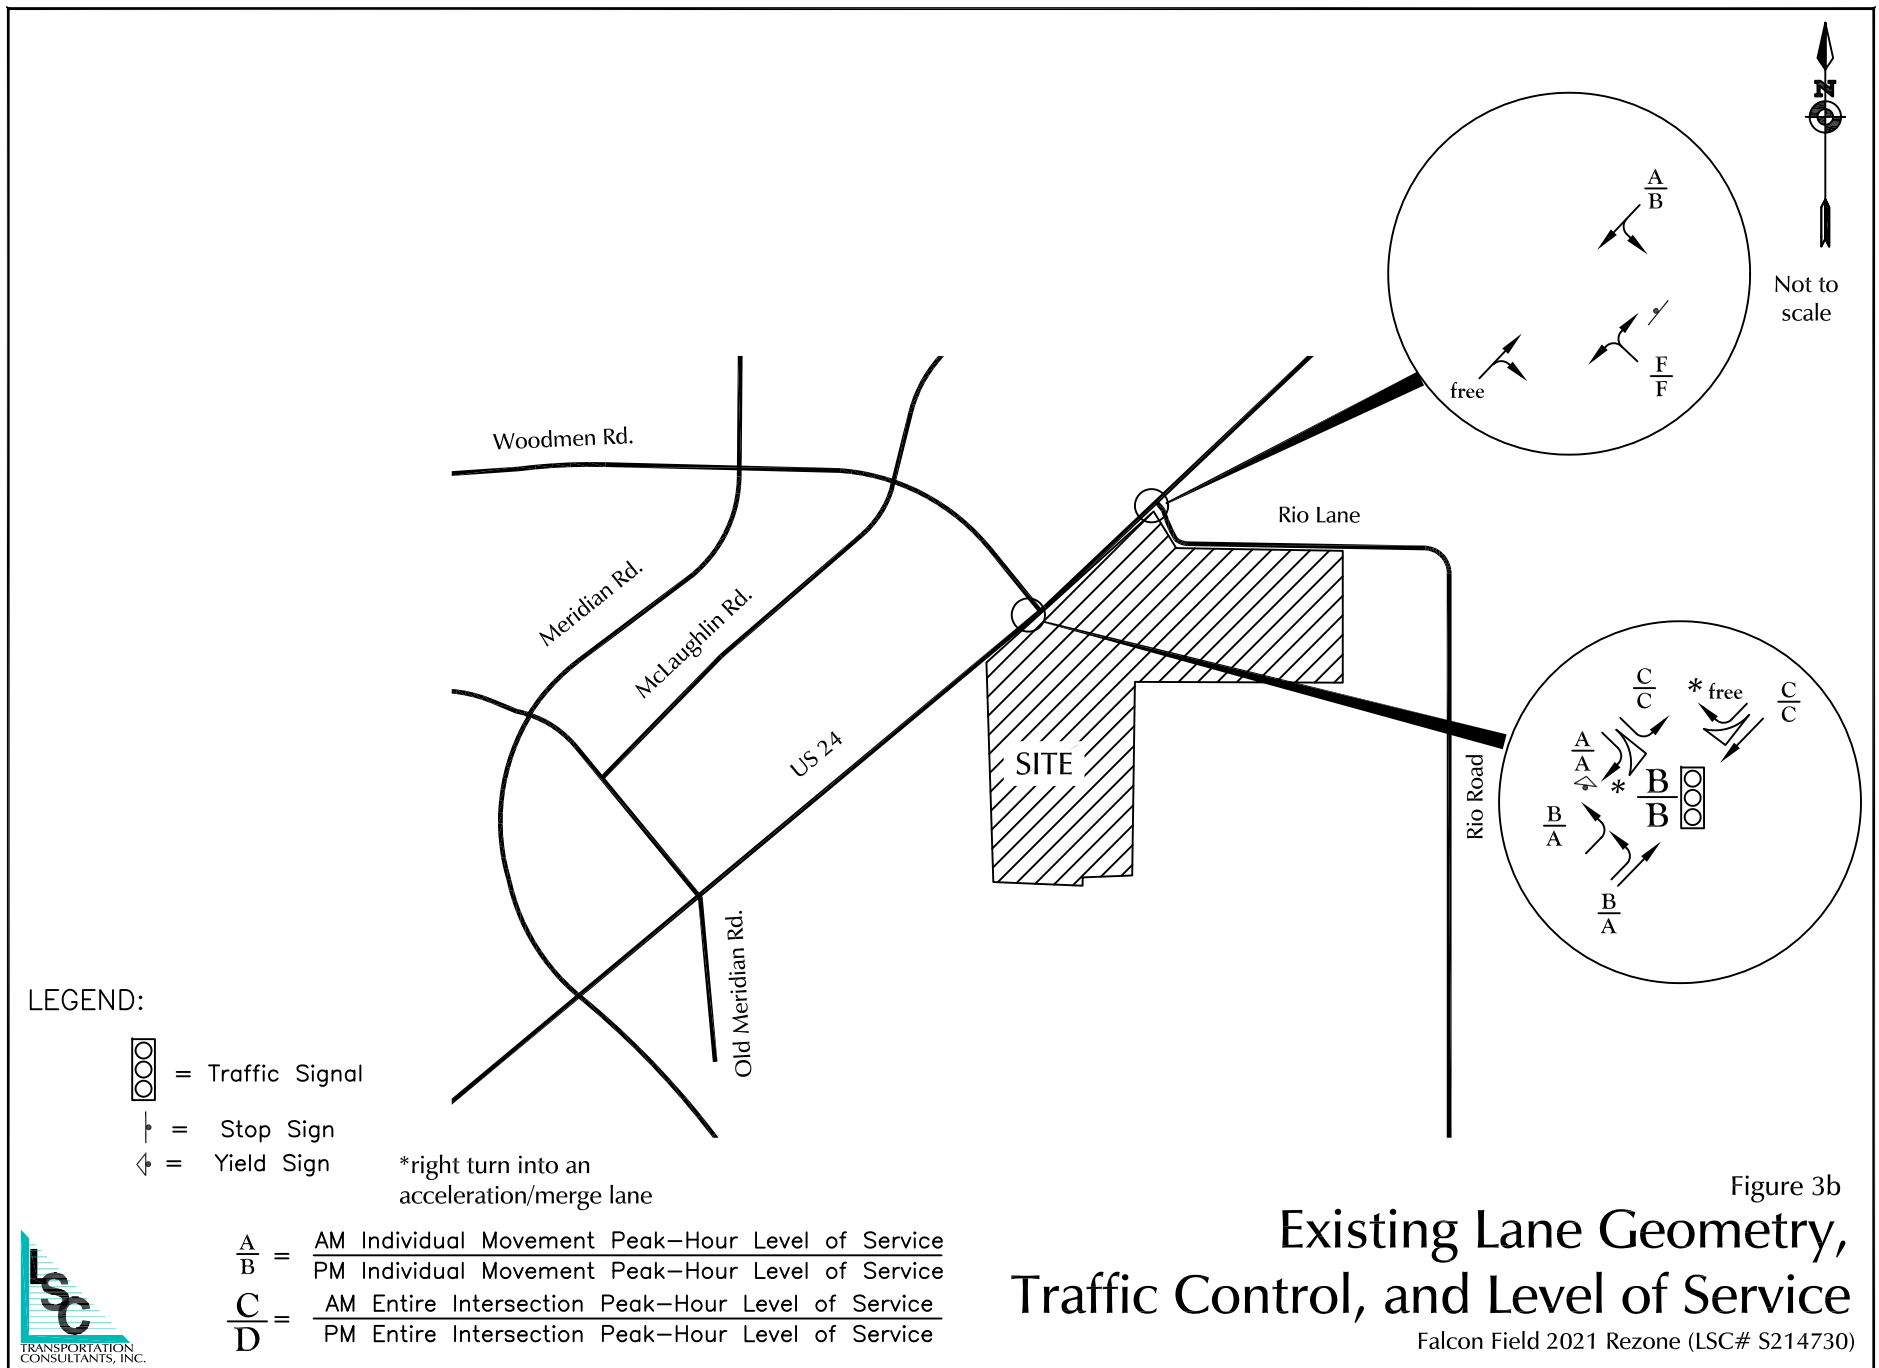 N
Not to
scale
A
B
free
F
F
Woodmen Rd.
Rio Lane
Meridian Rd.
McLaughlin Rd.
US 24
SITE
Rio Road
Old Meridian Rd.
C
C
* free
C
C
A
A
*
B
B
B
A
B
A
LEGEND:
= Traffic Signal
= Stop Sign
= Yield Sign
*right turn into an
acceleration/merge lane
A
B
=
AM Individual Movement Peak-Hour Level of Service
PM Individual Movement Peak-Hour Level of Service
C
D
=
AM Entire Intersection Peak-Hour Level of Service
PM Entire Intersection Peak-Hour Level of Service
LSC
TRANSPORTATION
CONSULTANTS, INC.
Figure 3b
Existing Lane Geometry,
Traffic Control, and Level of Service
Falcon Field 2021 Rezone (LSC# S214730)